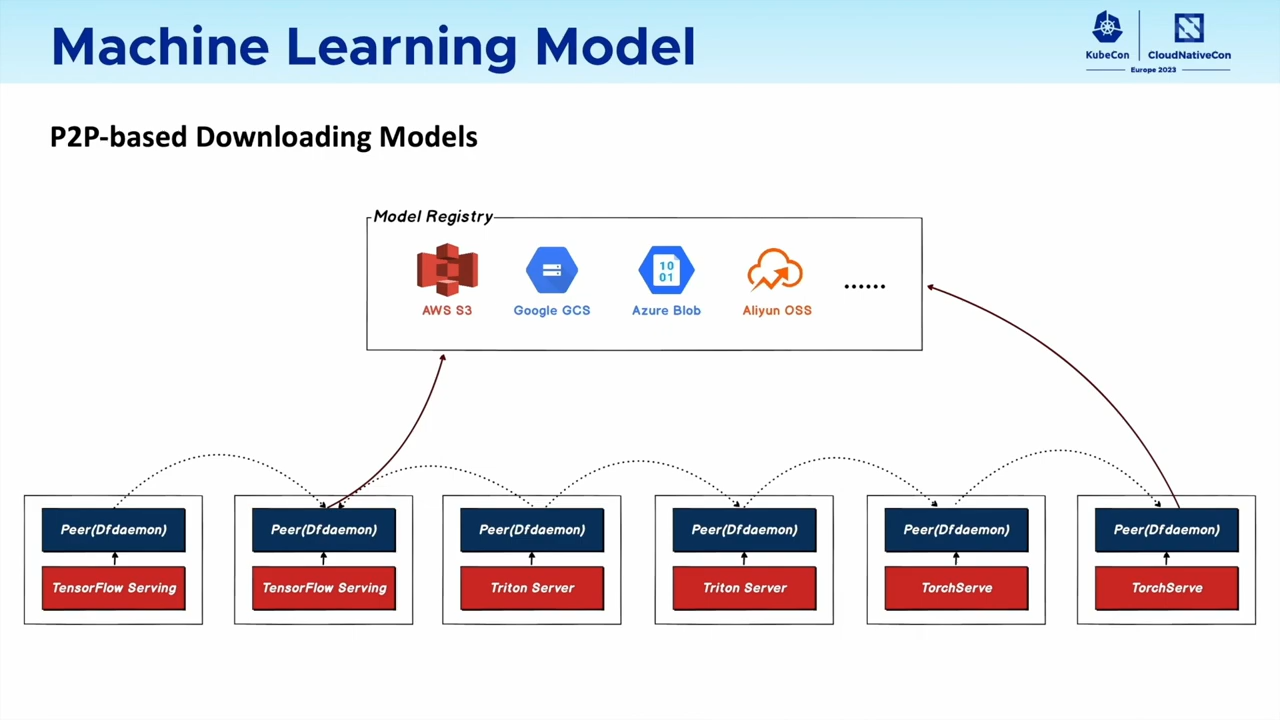 Machine Learning Model
KubeCon
CloudNativeCon
Europe 2023
P2P-based Downloading Models
Model Registry
AWS S3
Google GCS
10
01
Azure Blob
Aliyun OSS
......
Peer(Dfdaemon)
Peer(Dfdaemon)
Peer(Dfdaemon)
Peer(Dfdaemon)
Peer(Dfdaemon)
Peer(Dfdaemon)
TensorFlow Serving
TensorFlow Serving
Triton Server
Triton Server
TorchServe
TorchServe